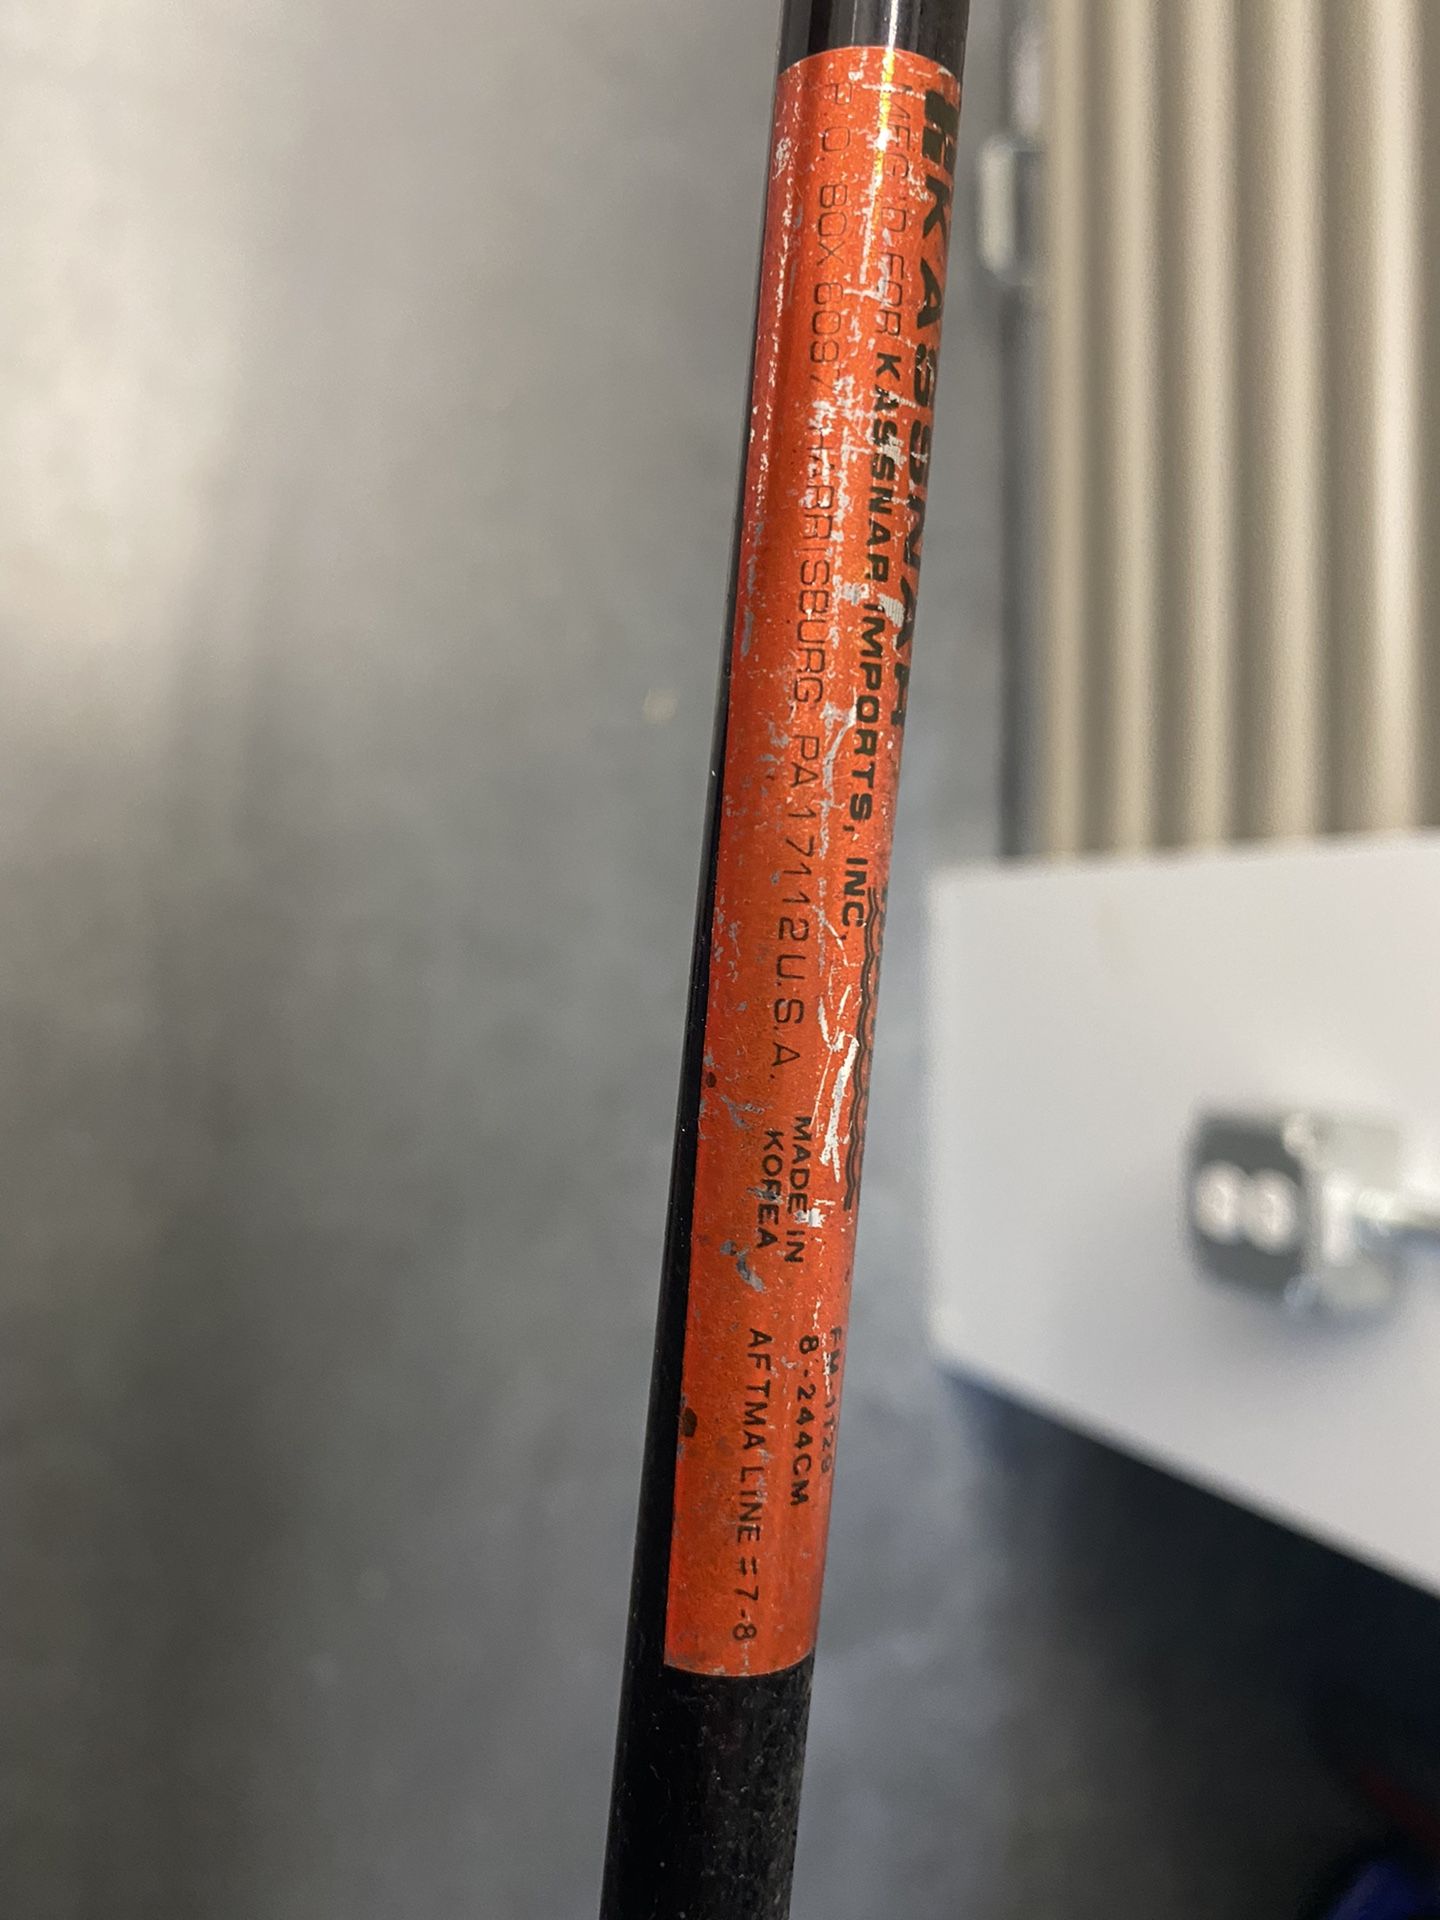 KASSNAR
MFG'D FOR KASSNAR IMPORTS, INC.
P.O. BOX 6097 HARRISBURG, PA 17112 U.S.A.
MADE IN
KOREA
8'-244CM
AFTMA LINE # 7-8